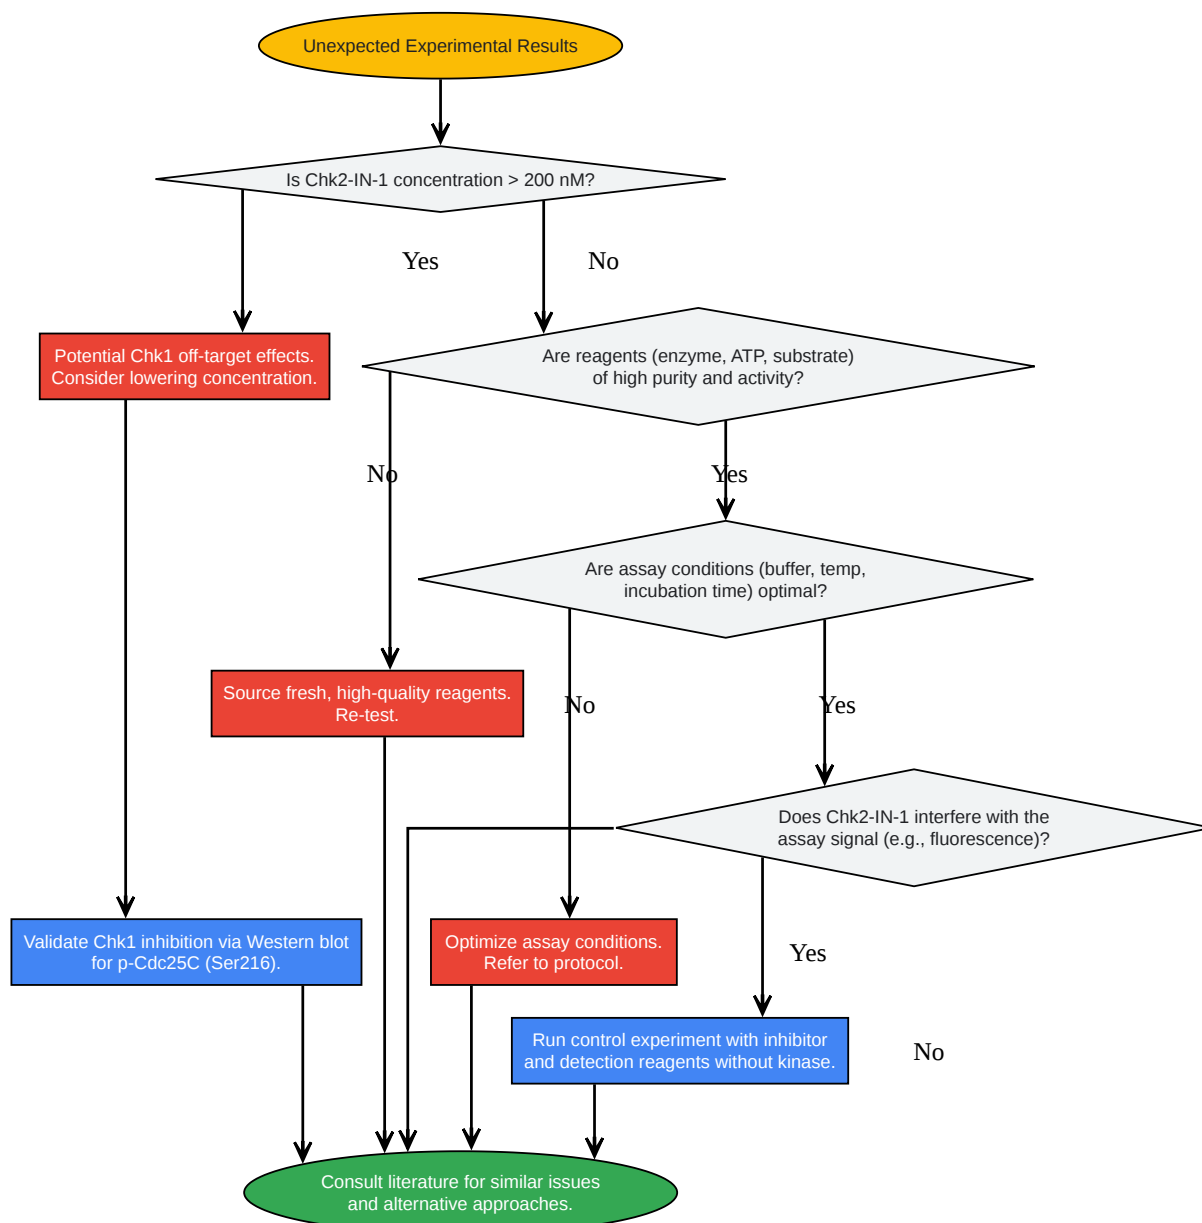 Unexpected Experimental Results
Is Chk2-IN-1 concentration > 200 nM?
Yes
No
Potential Chk1 off-target effects.
Consider lowering concentration.
Are reagents (enzyme, ATP, substrate)
of high purity and activity?
No
Yes
Are assay conditions (buffer, temp,
incubation time) optimal?
Source fresh, high-quality reagents.
Re-test.
No
Yes
Does Chk2-IN-1 interfere with the
assay signal (e.g., fluorescence)?
Validate Chk1 inhibition via Western blot
for p-Cdc25C (Ser216).
Optimize assay conditions.
Refer to protocol.
Yes
Run control experiment with inhibitor
and detection reagents without kinase.
No
Consult literature for similar issues
and alternative approaches.